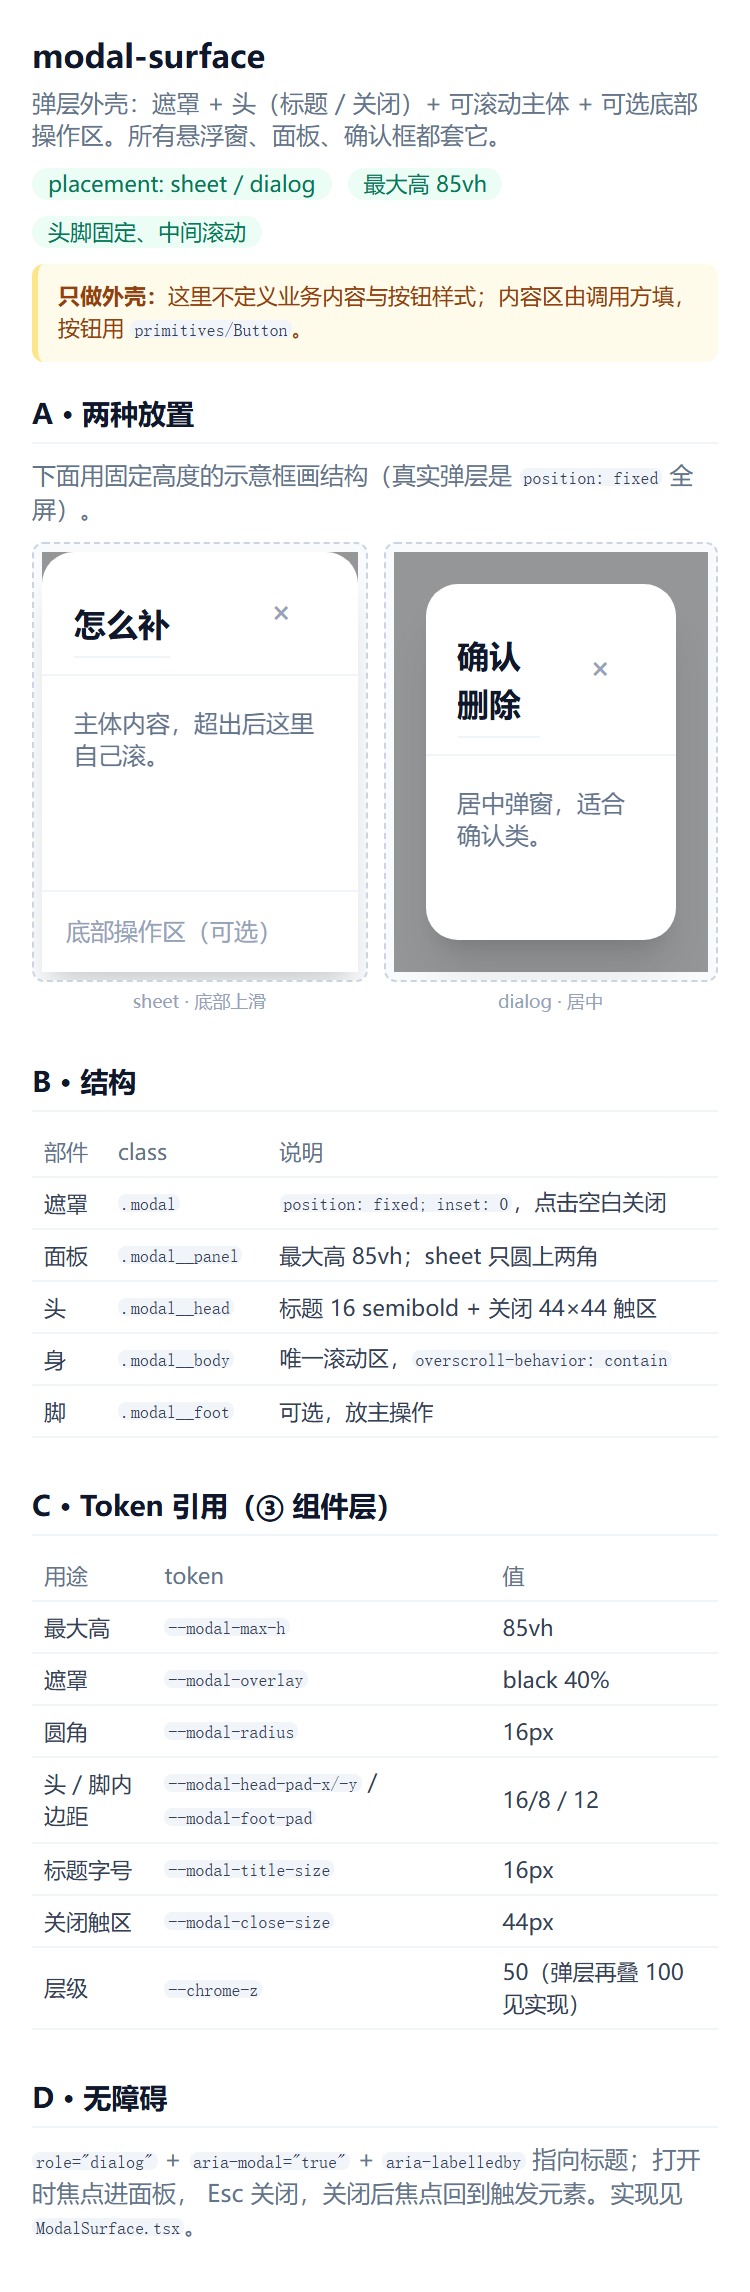 modal-surface
弹层外壳：遮罩 + 头（标题 / 关闭）+ 可滚动主体 + 可选底部
操作区。所有悬浮窗、面板、确认框都套它。
placement: sheet / dialog
最大高 85vh
头脚固定、中间滚动
只做外壳：这里不定义业务内容与按钮样式；内容区由调用方填，
按钮用 primitives/Button。
A · 两种放置
下面用固定高度的示意框画结构（真实弹层是 position: fixed 全
屏）。
怎么补
×
主体内容，超出后这里
自己滚。
底部操作区（可选）
sheet · 底部上滑
确认
删除
×
居中弹窗，适合
确认类。
dialog · 居中
B · 结构
部件 class 说明
遮罩 .modal position: fixed; inset: 0，点击空白关闭
面板 .modal__panel 最大高 85vh；sheet 只圆上两角
头 .modal__head 标题 16 semibold + 关闭 44×44 触区
身 .modal__body 唯一滚动区，overscroll-behavior: contain
脚 .modal__foot 可选，放主操作
C · Token 引用（③ 组件层）
用途 token 值
最大高 --modal-max-h 85vh
遮罩 --modal-overlay black 40%
圆角 --modal-radius 16px
头 / 脚内
边距
--modal-head-pad-x/-y /
--modal-foot-pad
16/8 / 12
标题字号 --modal-title-size 16px
关闭触区 --modal-close-size 44px
层级 --chrome-z
50（弹层再叠 100
见实现）
D · 无障碍
role="dialog" + aria-modal="true" + aria-labelledby 指向标题；打开
时焦点进面板， Esc 关闭，关闭后焦点回到触发元素。实现见
ModalSurface.tsx。